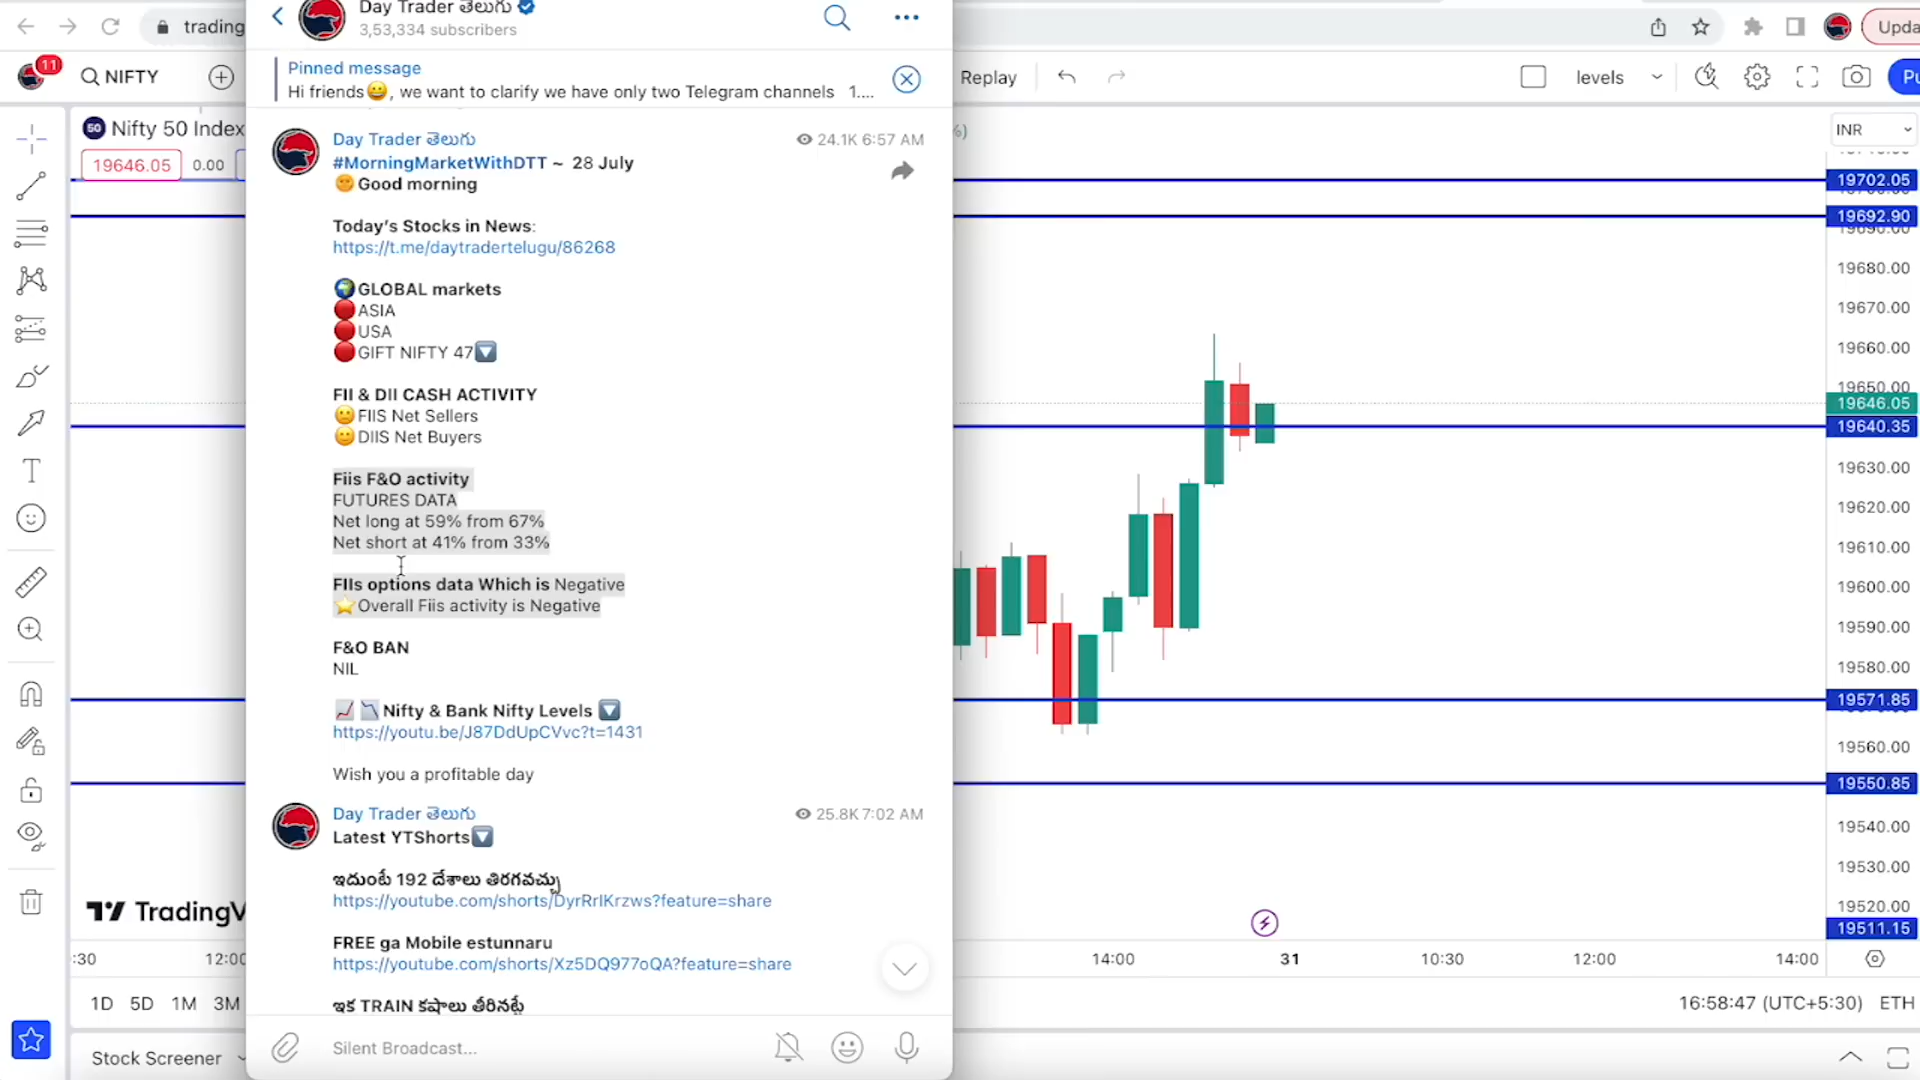 Day Trader తెలుగు
3,53,334 subscribers
Pinned message
Hi friends😀, we want to clarify we have only two Telegram channels 1....
Day Trader తెలుగు
24.1K 6:57 AM
#MorningMarketWithDTT ~ 28 July
🌞Good morning
Today's Stocks in News:
https://t.me/daytradertelugu/86268
🌍GLOBAL markets
🔴ASIA
🔴USA
🔴GIFT NIFTY 47🔽
FII & DII CASH ACTIVITY
FIIS Net Sellers
DIIS Net Buyers
Fiis F&O activity
FUTURES DATA
Net long at 59% from 67%
Net short at 41% from 33%
FIIs options data Which is Negative
⭐Overall Fiis activity is Negative
F&O BAN
NIL
📈📉Nifty & Bank Nifty Levels 🔽
https://youtu.be/J87DdUpCVvc?t=1431
Wish you a profitable day
Day Trader తెలుగు
25.8K 7:02 AM
Latest YTShorts🔽
ఇదుంటే 192 దేశాలు తిరగవచ్చు
https://youtube.com/shorts/DyrRrlKrzws?feature=share
FREE ga Mobile estunnaru
https://youtube.com/shorts/Xz5DQ977oQA?feature=share
ఇక TRAIN కషాలు తీరినట్టే
Silent Broadcast...
trading
11
NIFTY
50
Nifty 50 Index
19646.05
0.00
TradingV
:30
12:00
1D 5D 1M 3M
Stock Screener
Upda
Replay
levels
Pu
%)
INR
19702.05
19692.90
19680.00
19670.00
19660.00
19650.00
19646.05
19640.35
19630.00
19620.00
19610.00
19600.00
19590.00
19580.00
19571.85
19560.00
19550.85
19540.00
19530.00
19520.00
19511.15
14:00
31
10:30
12:00
14:00
16:58:47 (UTC+5:30)
ETH